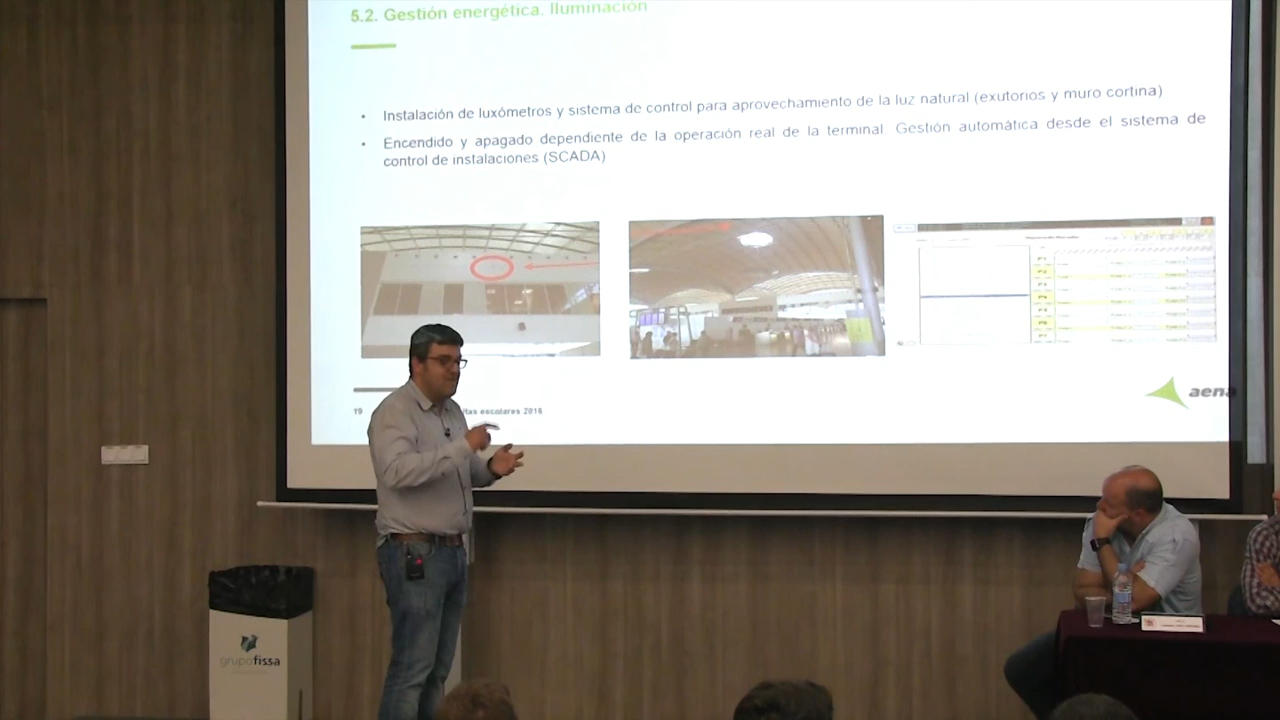 5.2. Gestión energética. Iluminación
• Instalación de luxómetros y sistema de control para aprovechamiento de la luz natural (exutorios y muro cortina)
• Encendido y apagado dependiente de la operación real de la terminal. Gestión automática desde el sistema de
control de instalaciones (SCADA)
aena
19
itas escolares 2016
grupofissa